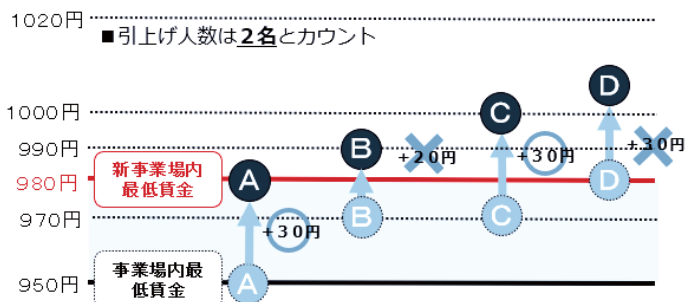 1020円
■引上げ人数は2名とカウント
D
C
1000円
B
990円
+20円
+30円
+30円
新事業場内
最低賃金
980円
A
D
970円
B
C
+30円
事業場内最
低賃金
950円
A